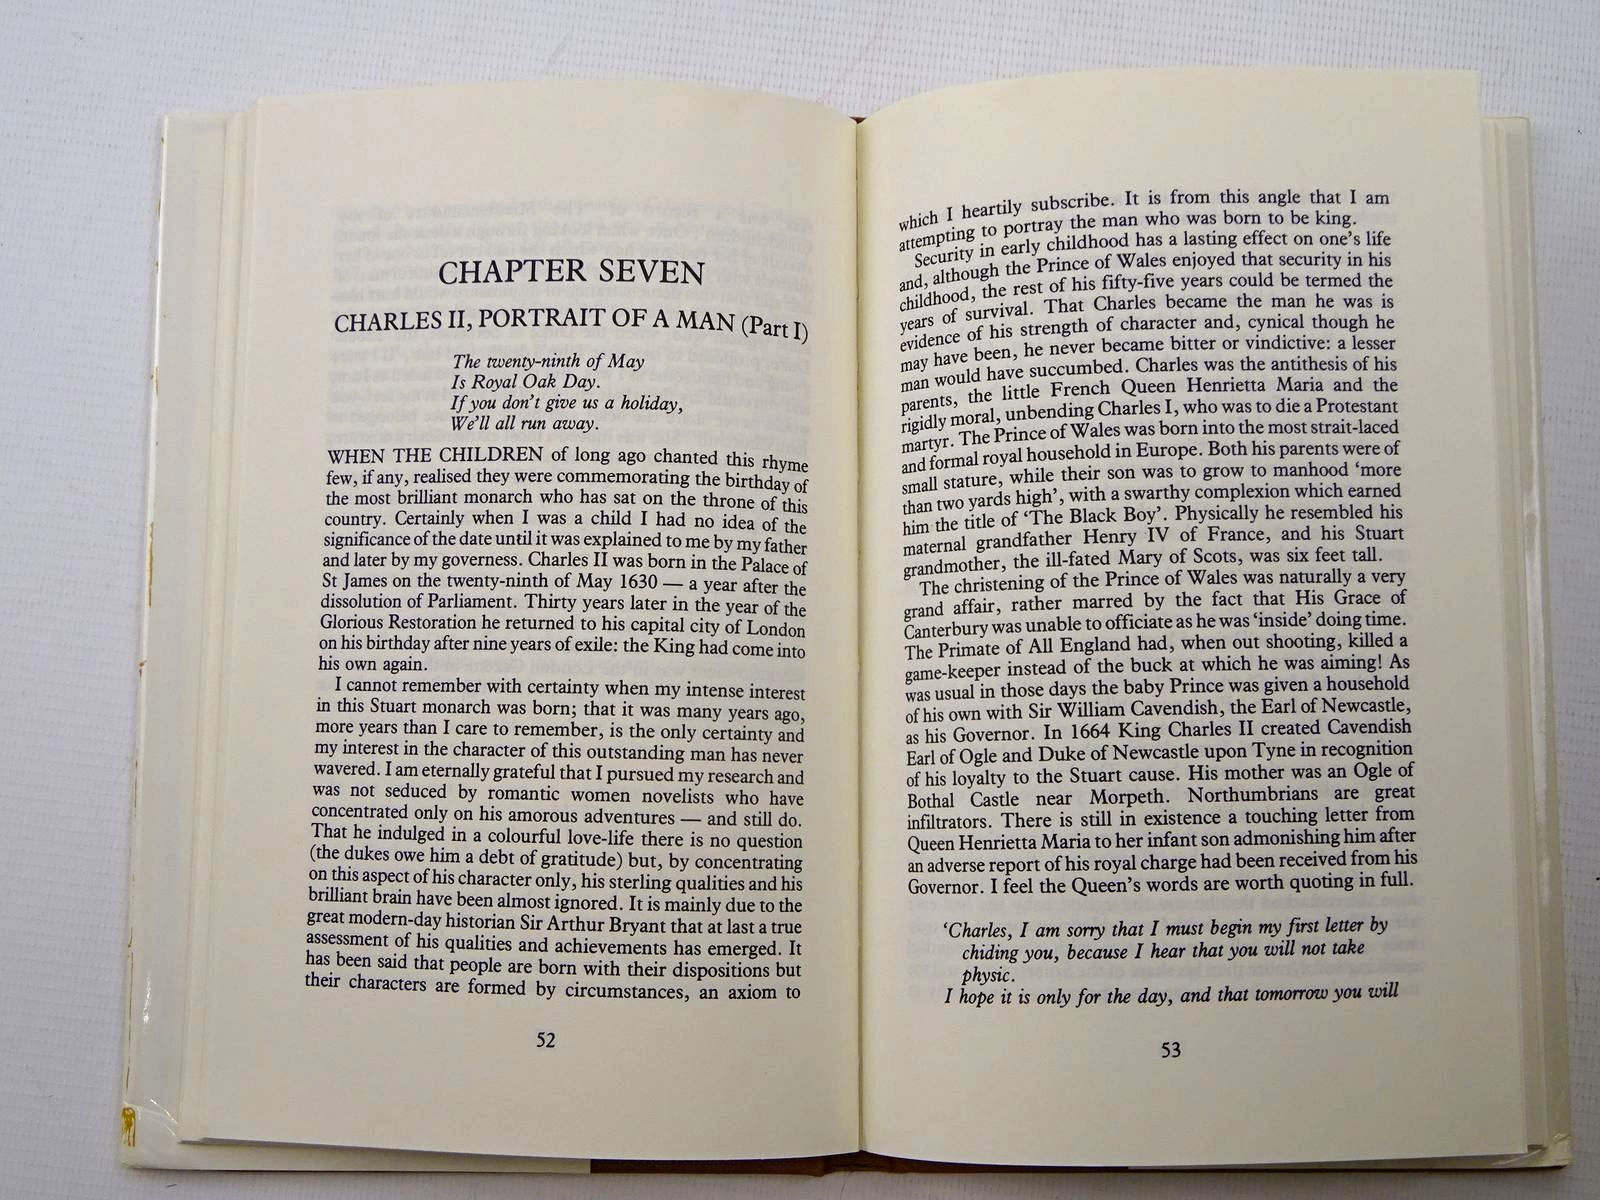 CHAPTER SEVEN
CHARLES II, PORTRAIT OF A MAN (Part I)
The twenty-ninth of May
Is Royal Oak Day.
If you don't give us a holiday,
We'll all run away.
WHEN THE CHILDREN of long ago chanted this rhyme
few, if any, realised they were commemorating the birthday of
the most brilliant monarch who has sat on the throne of this
country. Certainly when I was a child I had no idea of the
significance of the date until it was explained to me by my father
and later by my governess. Charles II was born in the Palace of
St James on the twenty-ninth of May 1630 — a year after the
dissolution of Parliament. Thirty years later in the year of the
Glorious Restoration he returned to his capital city of London
on his birthday after nine years of exile: the King had come into
his own again.
I cannot remember with certainty when my intense interest
in this Stuart monarch was born; that it was many years ago,
more years than I care to remember, is the only certainty and
my interest in the character of this outstanding man has never
wavered. I am eternally grateful that I pursued my research and
was not seduced by romantic women novelists who have
concentrated only on his amorous adventures — and still do.
That he indulged in a colourful love-life there is no question
(the dukes owe him a debt of gratitude) but, by concentrating
on this aspect of his character only, his sterling qualities and his
brilliant brain have been almost ignored. It is mainly due to the
great modern-day historian Sir Arthur Bryant that at last a true
assessment of his qualities and achievements has emerged. It
has been said that people are born with their dispositions but
their characters are formed by circumstances, an axiom to
52
which I heartily subscribe. It is from this angle that I am
attempting to portray the man who was born to be king.
Security in early childhood has a lasting effect on one's life
and, although the Prince of Wales enjoyed that security in his
childhood, the rest of his fifty-five years could be termed the
years of survival. That Charles became the man he was is
evidence of his strength of character and, cynical though he
may have been, he never became bitter or vindictive: a lesser
man would have succumbed. Charles was the antithesis of his
parents, the little French Queen Henrietta Maria and the
rigidly moral, unbending Charles I, who was to die a Protestant
martyr. The Prince of Wales was born into the most strait-laced
and formal royal household in Europe. Both his parents were of
small stature, while their son was to grow to manhood 'more
than two yards high', with a swarthy complexion which earned
him the title of 'The Black Boy'. Physically he resembled his
maternal grandfather Henry IV of France, and his Stuart
grandmother, the ill-fated Mary of Scots, was six feet tall.
The christening of the Prince of Wales was naturally a very
grand affair, rather marred by the fact that His Grace of
Canterbury was unable to officiate as he was 'inside' doing time.
The Primate of All England had, when out shooting, killed a
game-keeper instead of the buck at which he was aiming! As
was usual in those days the baby Prince was given a household
of his own with Sir William Cavendish, the Earl of Newcastle,
as his Governor. In 1664 King Charles II created Cavendish
Earl of Ogle and Duke of Newcastle upon Tyne in recognition
of his loyalty to the Stuart cause. His mother was an Ogle of
Bothal Castle near Morpeth. Northumbrians are great
infiltrators. There is still in existence a touching letter from
Queen Henrietta Maria to her infant son admonishing him after
an adverse report of his royal charge had been received from his
Governor. I feel the Queen's words are worth quoting in full.
'Charles, I am sorry that I must begin my first letter by
chiding you, because I hear that you will not take
physic.
I hope it is only for the day, and that tomorrow you will
53